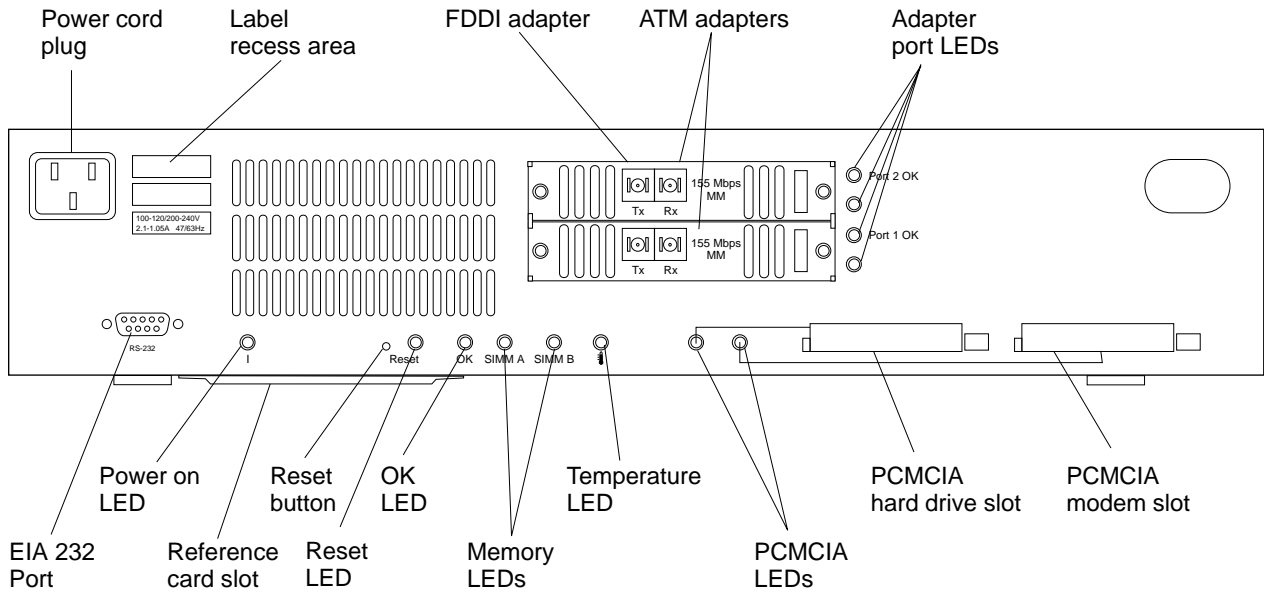 Power cord
plug
Label
recess area
FDDI adapter
ATM adapters
Adapter
port LEDs
100-120/200-240V
2.1-1.05A 47/63Hz
155 Mbps
MM
Tx Rx
Port 2 OK
155 Mbps
MM
Tx Rx
Port 1 OK
RS-232
I
Reset
OK
SIMM A
SIMM B
Power on
LED
Reset
button
OK
LED
Temperature
LED
PCMCIA
hard drive slot
PCMCIA
modem slot
EIA 232
Port
Reference
card slot
Reset
LED
Memory
LEDs
PCMCIA
LEDs